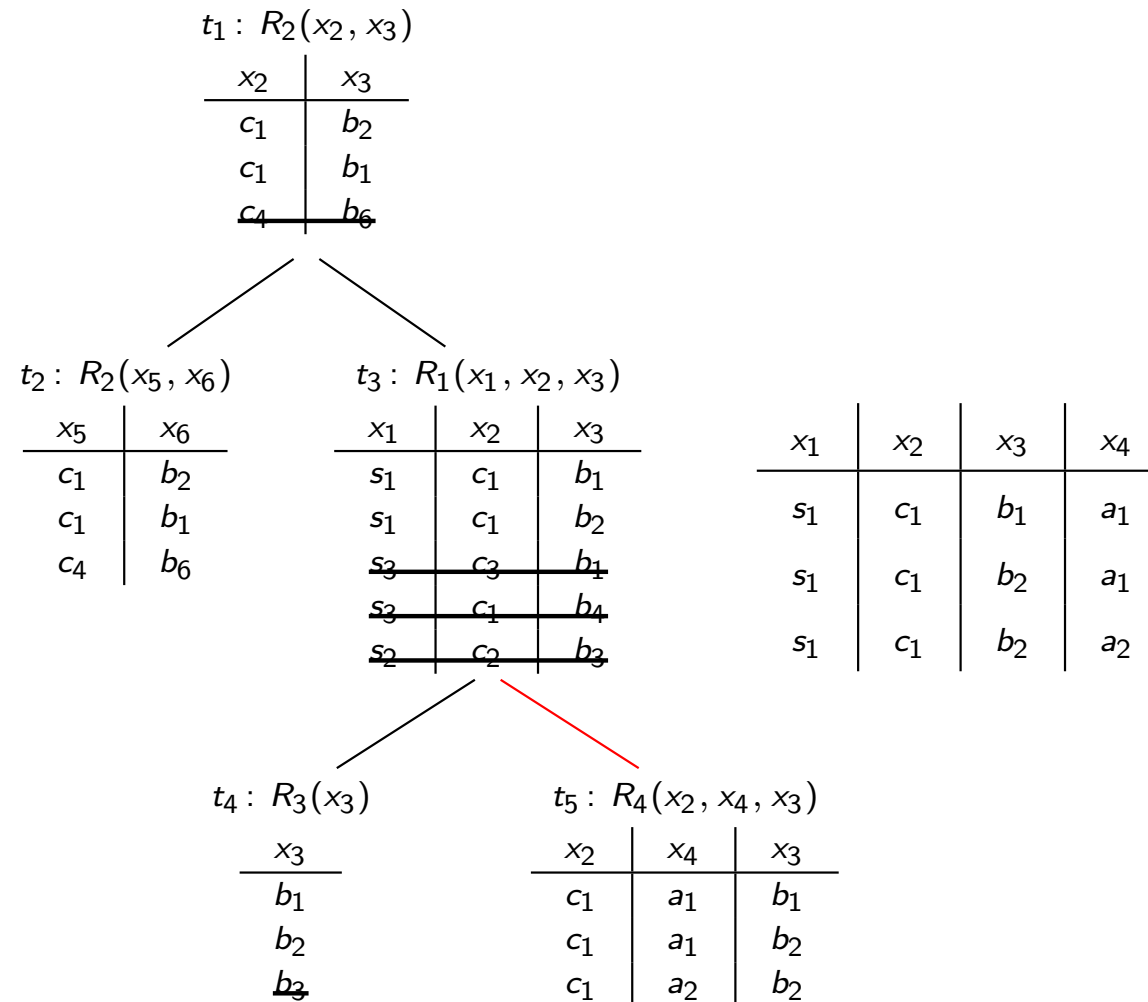 t₁ : R₂(x₂, x₃)
x₂ x₃
c₁ b₂
c₁ b₁
c₄ b₆
t₂ : R₂(x₅, x₆)
x₅ x₆
c₁ b₂
c₁ b₁
c₄ b₆
t₃ : R₁(x₁, x₂, x₃)
x₁ x₂ x₃
s₁ c₁ b₁
s₁ c₁ b₂
s₃ c₃ b₁
s₃ c₁ b₄
s₂ c₂ b₃
x₁ x₂ x₃ x₄
s₁ c₁ b₁ a₁
s₁ c₁ b₂ a₁
s₁ c₁ b₂ a₂
t₄ : R₃(x₃)
x₃
b₁
b₂
b₃
t₅ : R₄(x₂, x₄, x₃)
x₂ x₄ x₃
c₁ a₁ b₁
c₁ a₁ b₂
c₁ a₂ b₂